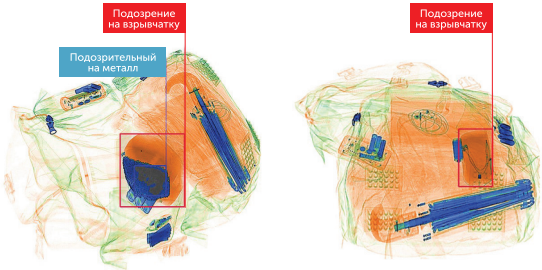 Подозрение
на взрывчатку
Подозрительный
на металл
Подозрение
на взрывчатку